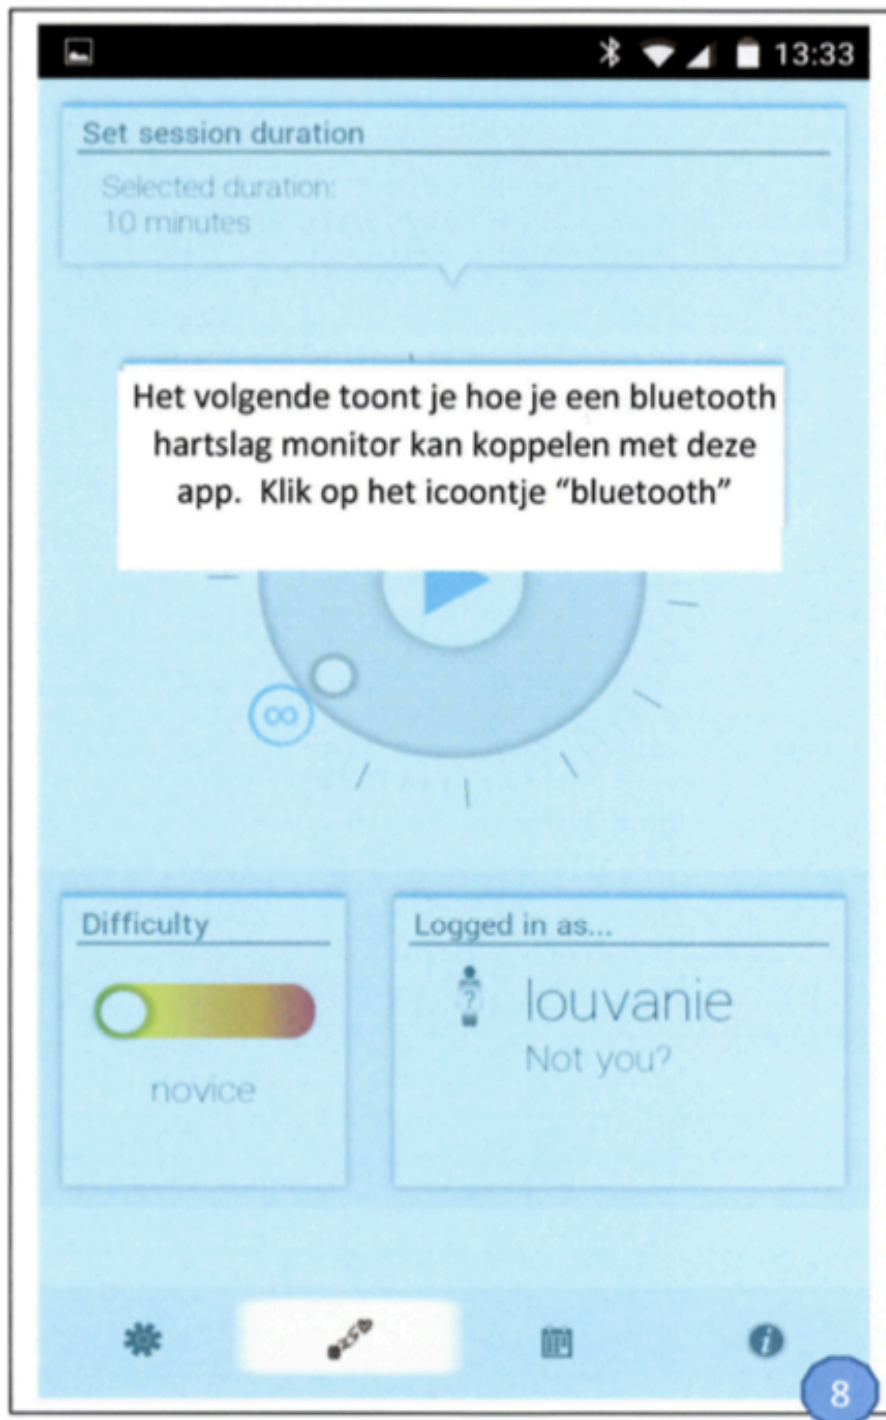 13:33
Set session duration
Selected duration:
10 minutes
Het volgende toont je hoe je een bluetooth
hartslag monitor kan koppelen met deze
app. Klik op het icoontje “bluetooth”
Difficulty
novice
Logged in as...
louvanie
Not you?
8